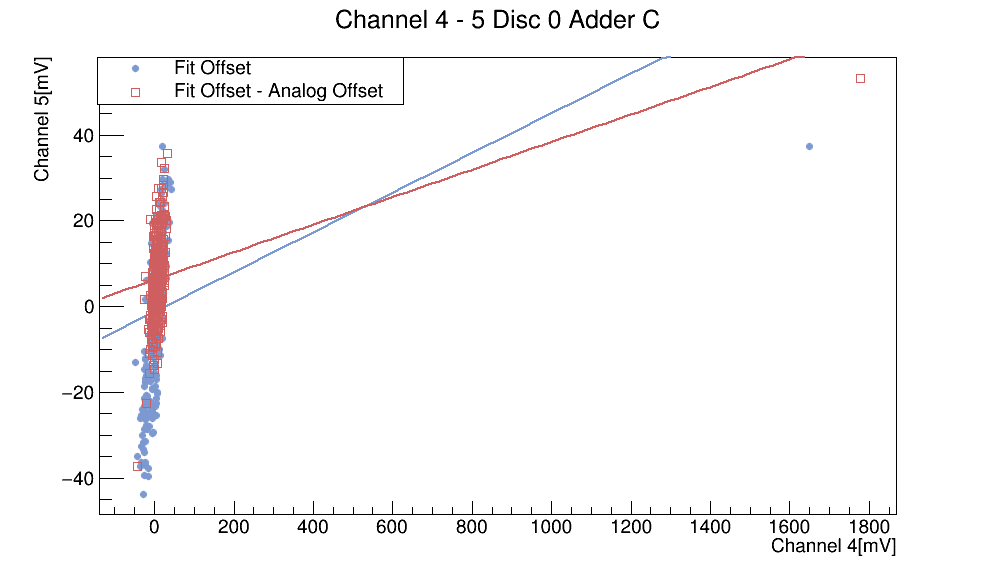 Channel 4 - 5 Disc 0 Adder C
Channel 5[mV]
Fit Offset
Fit Offset - Analog Offset
40
20
0
−20
−40
0 200 400 600 800 1000 1200 1400 1600 1800
Channel 4[mV]